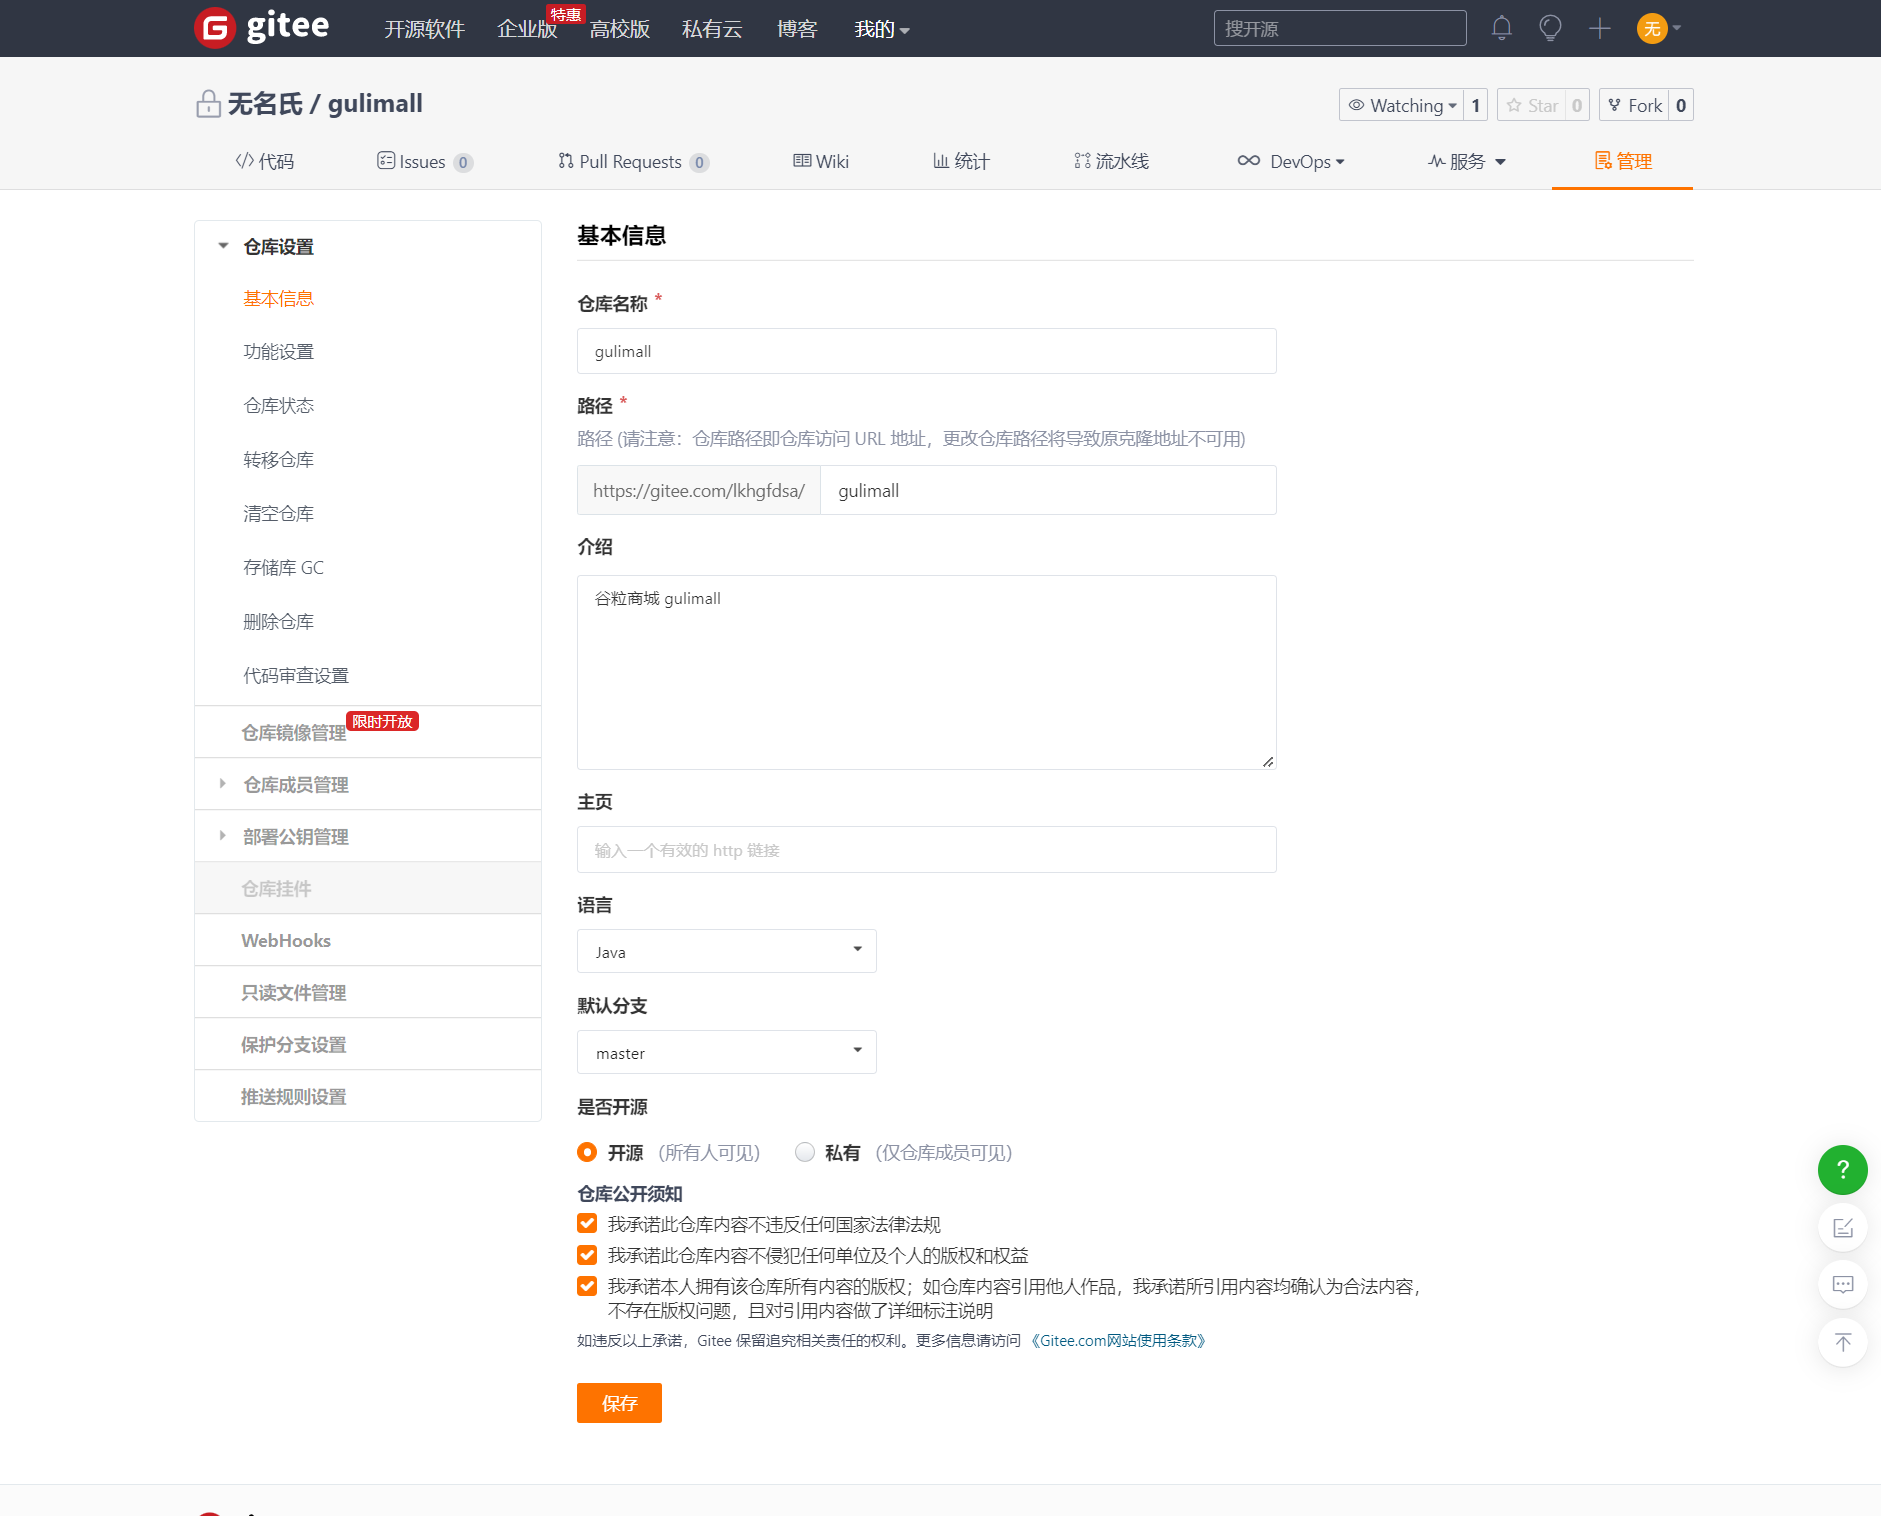 gitee
开源软件
企业版
特惠
高校版
私有云
博客
我的
搜开源
无
无名氏 / gulimall
Watching 1
Star 0
Fork 0
代码
Issues 0
Pull Requests 0
Wiki
统计
流水线
DevOps
服务
管理
仓库设置
基本信息
功能设置
仓库状态
转移仓库
清空仓库
存储库 GC
删除仓库
代码审查设置
仓库镜像管理
限时开放
仓库成员管理
部署公钥管理
仓库挂件
WebHooks
只读文件管理
保护分支设置
推送规则设置
基本信息
仓库名称 *
gulimall
路径 *
路径 (请注意：仓库路径即仓库访问 URL 地址，更改仓库路径将导致原克隆地址不可用)
https://gitee.com/lkhgfdsa/
gulimall
介绍
谷粒商城 gulimall
主页
输入一个有效的 http 链接
语言
Java
默认分支
master
是否开源
开源 （所有人可见）
私有 （仅仓库成员可见）
仓库公开须知
我承诺此仓库内容不违反任何国家法律法规
我承诺此仓库内容不侵犯任何单位及个人的版权和权益
我承诺本人拥有该仓库所有内容的版权；如仓库内容引用他人作品，我承诺所引用内容均确认为合法内容，
不存在版权问题，且对引用内容做了详细标注说明
如违反以上承诺，Gitee 保留追究相关责任的权利。更多信息请访问 《Gitee.com网站使用条款》
保存
?